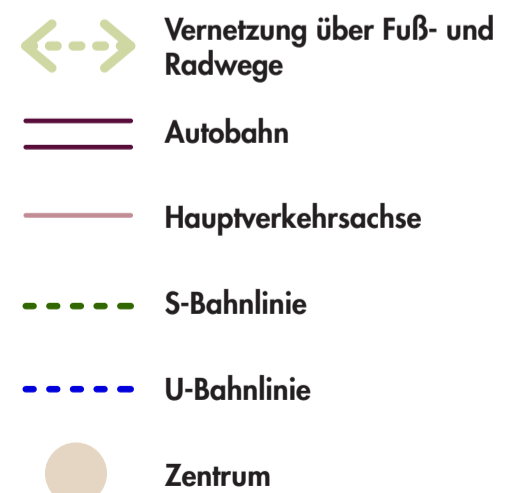 Vernetzung über Fuß- und
Radwege
Autobahn
Hauptverkehrsachse
S-Bahnlinie
U-Bahnlinie
Zentrum